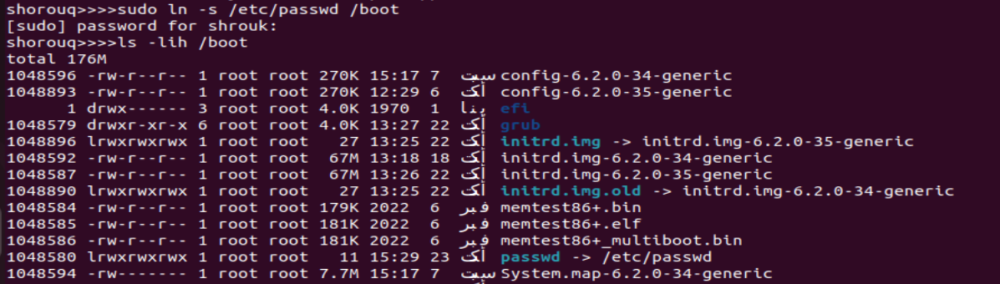 shorouq>>>>sudo ln -s /etc/passwd /boot
[sudo] password for shrouk:
shorouq>>>>ls -lih /boot
total 176M
1048596 -rw-r--r-- 1 root root 270K 15:17 7 سبت config-6.2.0-34-generic
1048893 -rw-r--r-- 1 root root 270K 12:29 6 أكت config-6.2.0-35-generic
1 drwx------ 3 root root 4.0K 1970 1 ينا efi
1048579 drwxr-xr-x 6 root root 4.0K 13:27 22 أكت grub
1048896 lrwxrwxrwx 1 root root 27 13:25 22 أكت initrd.img -> initrd.img-6.2.0-35-generic
1048592 -rw-r--r-- 1 root root 67M 13:18 18 أكت initrd.img-6.2.0-34-generic
1048587 -rw-r--r-- 1 root root 67M 13:26 22 أكت initrd.img-6.2.0-35-generic
1048890 lrwxrwxrwx 1 root root 27 13:25 22 أكت initrd.img.old -> initrd.img-6.2.0-34-generic
1048584 -rw-r--r-- 1 root root 179K 2022 6 فبر memtest86+.bin
1048585 -rw-r--r-- 1 root root 181K 2022 6 فبر memtest86+.elf
1048586 -rw-r--r-- 1 root root 181K 2022 6 فبر memtest86+_multiboot.bin
1048580 lrwxrwxrwx 1 root root 11 15:29 23 أكت passwd -> /etc/passwd
1048594 -rw------- 1 root root 7.7M 15:17 7 سبت System.map-6.2.0-34-generic